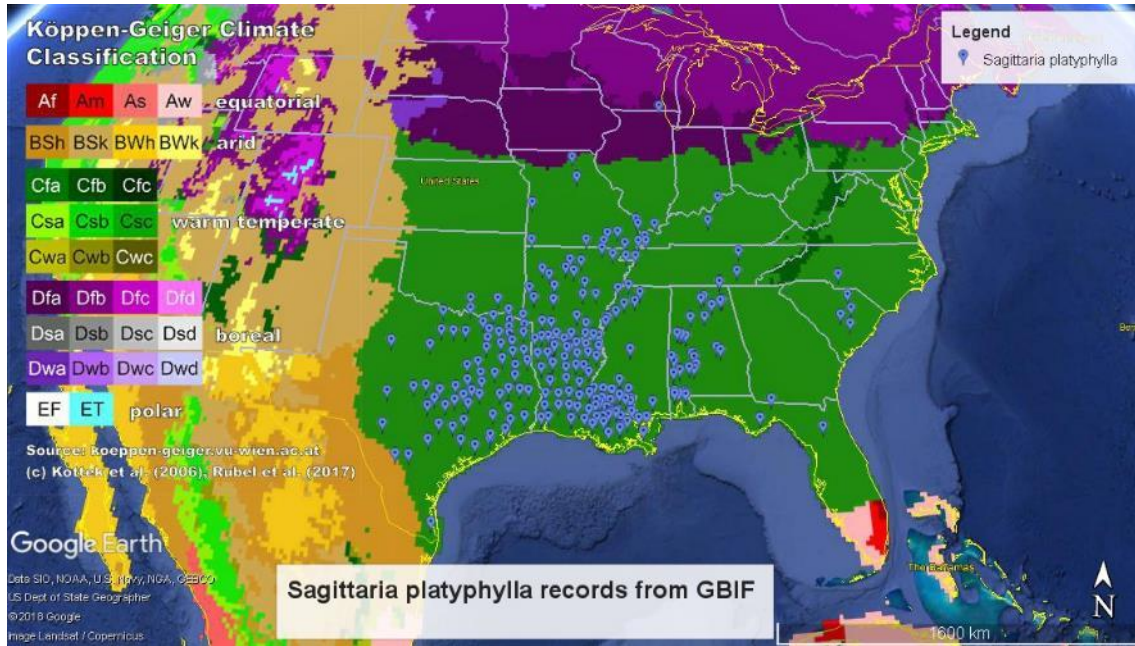 Köppen-Geiger Climate
Classification
Af Am As Aw equatorial
BSh BSk BWh BWk arid
Cfa Cfb Cfc
Csa Csb Csc warm temperate
Cwa Cwb Cwc
Dfa Dfb Dfc Dfd
Dsa Dsb Dsc Dsd boreal
Dwa Dwb Dwc Dwd
EF ET polar
Source: koeppen-geiger.vu-wien.ac.at
(c) Kottek et al. (2006), Rubel et al. (2017)
Google Earth
Data SIO, NOAA, U.S. Navy, NGA, GEBCO
US Dept of State Geographer
©2018 Google
Image Landsat / Copernicus
Legend
Sagittaria platyphylla
United States
The Bahamas
Sagittaria platyphylla records from GBIF
N
1600 km